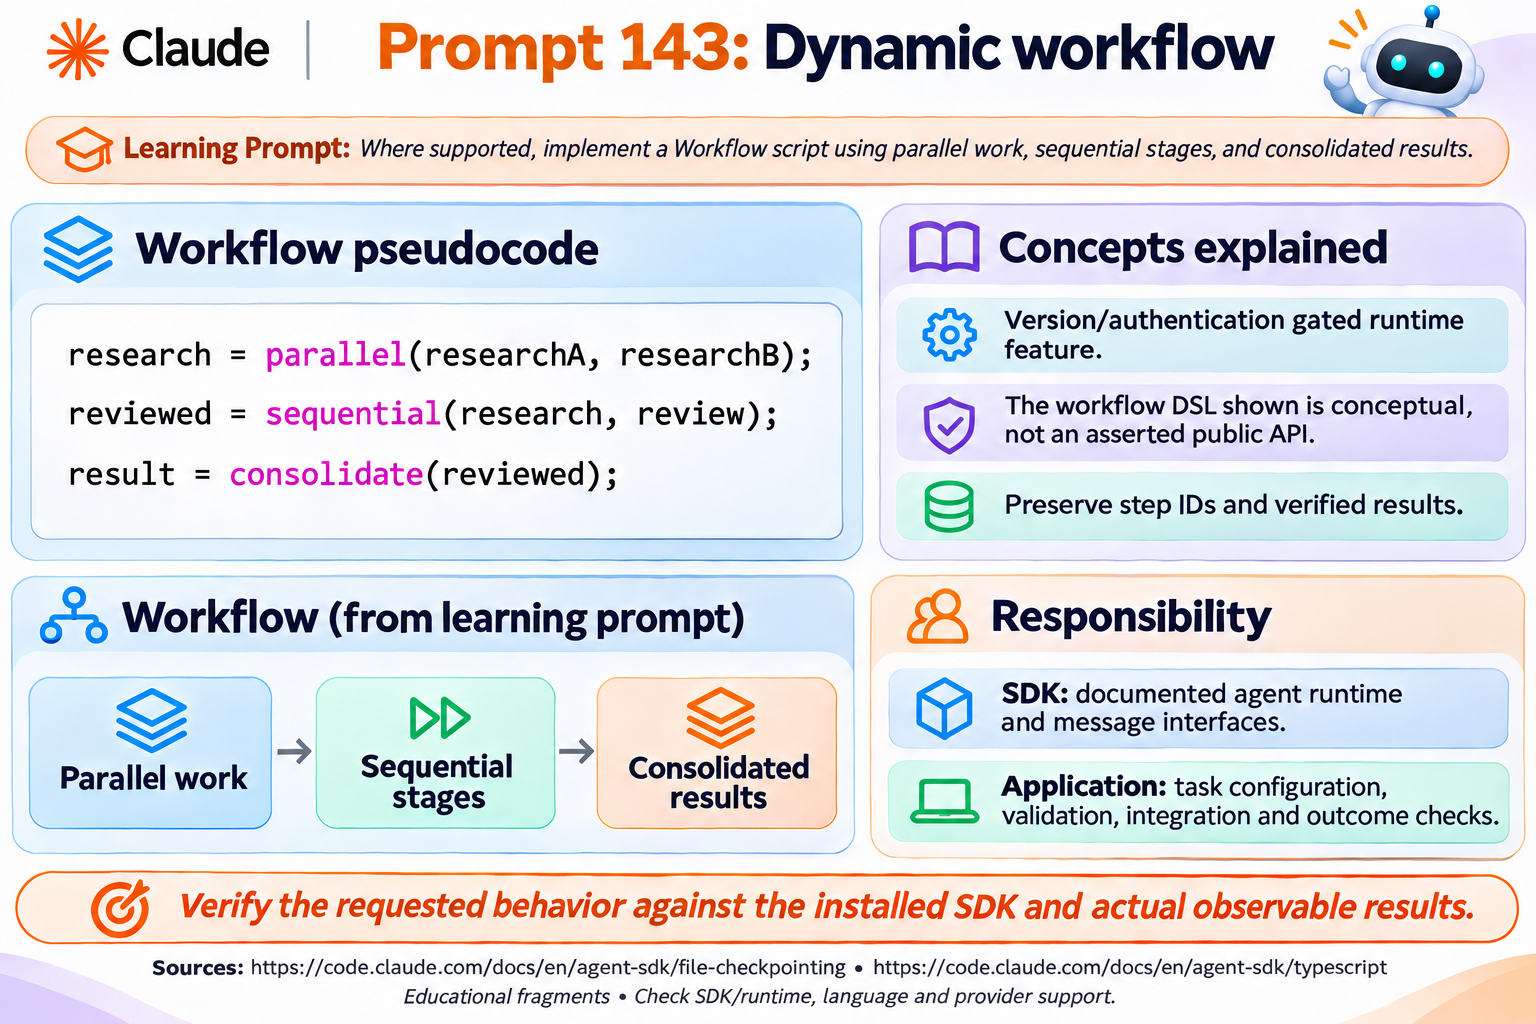 Claude
Prompt 143: Dynamic workflow
Learning Prompt: Where supported, implement a Workflow script using parallel work, sequential stages, and consolidated results.
Workflow pseudocode
research = parallel(researchA, researchB);
reviewed = sequential(research, review);
result = consolidate(reviewed);
Concepts explained
Version/authentication gated runtime
feature.
The workflow DSL shown is conceptual,
not an asserted public API.
Preserve step IDs and verified results.
Workflow (from learning prompt)
Parallel work
Sequential
stages
Consolidated
results
Responsibility
SDK: documented agent runtime
and message interfaces.
Application: task configuration,
validation, integration and outcome checks.
Verify the requested behavior against the installed SDK and actual observable results.
Sources: https://code.claude.com/docs/en/agent-sdk/file-checkpointing • https://code.claude.com/docs/en/agent-sdk/typescript
Educational fragments • Check SDK/runtime, language and provider support.